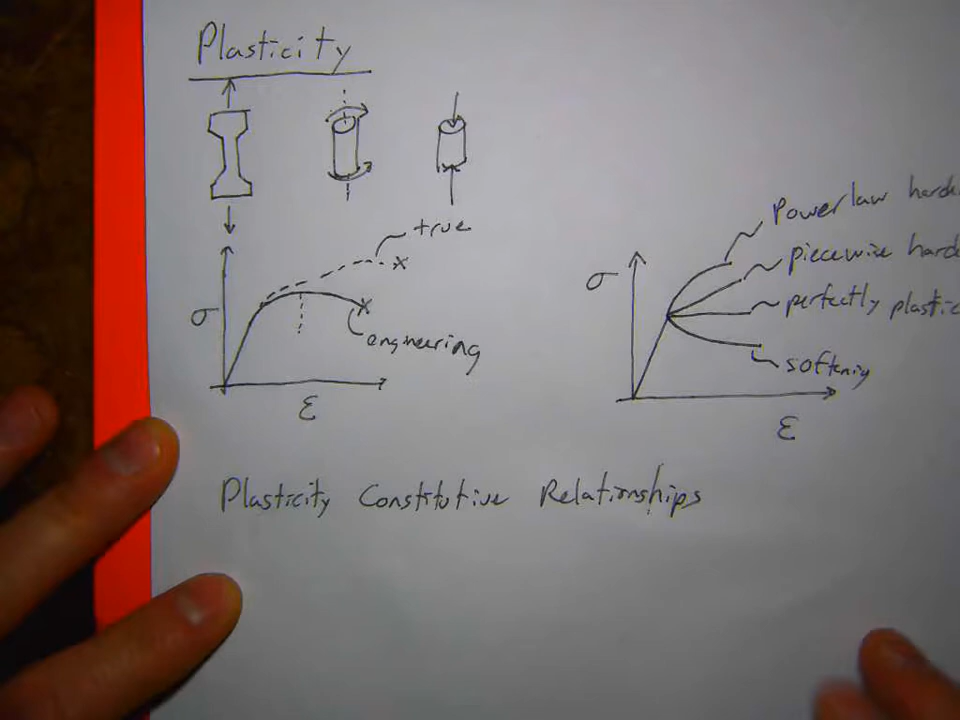 Plasticity
true
σ
engineering
ε
Power law
piecewise
perfectly plastic
softening
σ
ε
Plasticity Constitutive Relationships